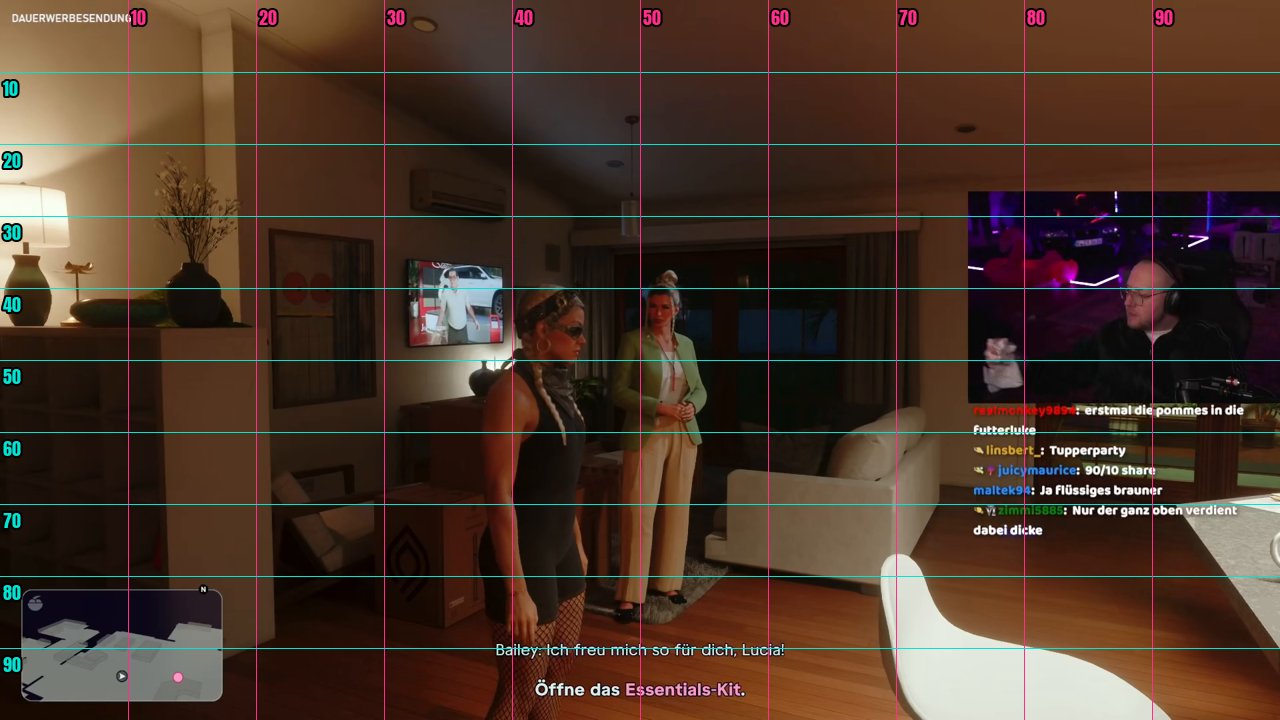 DAUERWERBESENDUNG
N
realmonkey9894: erstmal die pommes in die
futterluke
linsbert_: Tupperparty
juicymaurice: 90/10 share
maltek94: Ja flüssiges brauner
zimmi5885: Nur der ganz oben verdient
dabei dicke
Bailey: Ich freu mich so für dich, Lucia!
Öffne das Essentials-Kit.